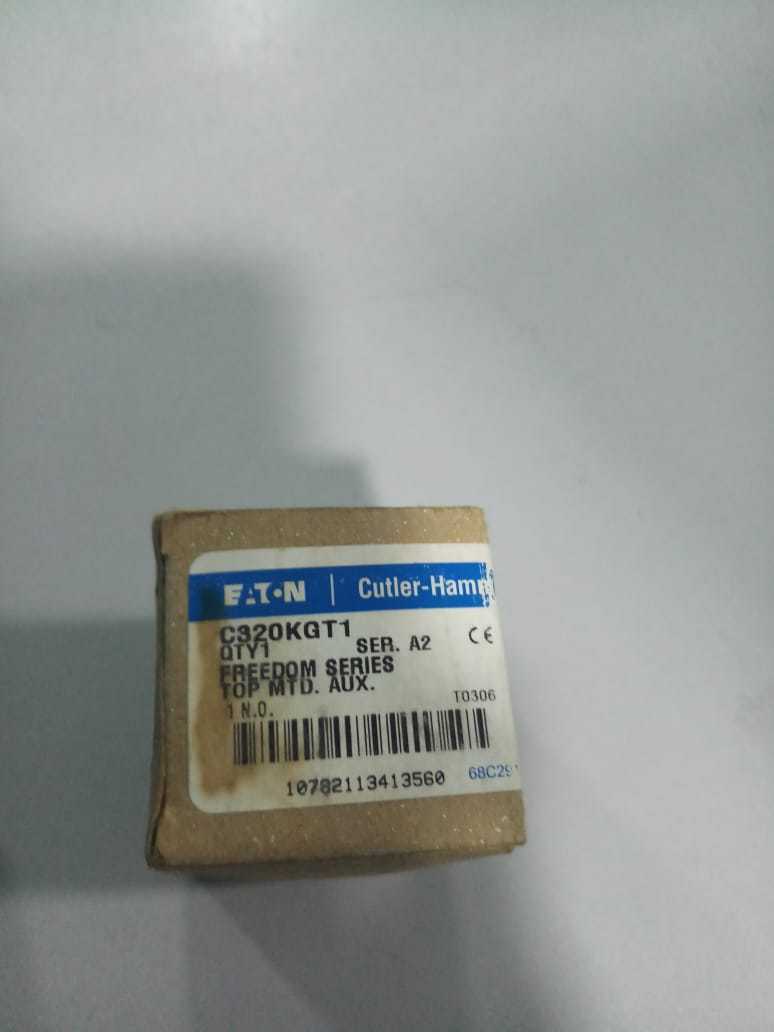 EATON | Cutler-Hamm
C320KGT1
QTY1 SER. A2 CE
FREEDOM SERIES
TOP MTD. AUX.
1 N.O. T0306
10782113413560 68C29